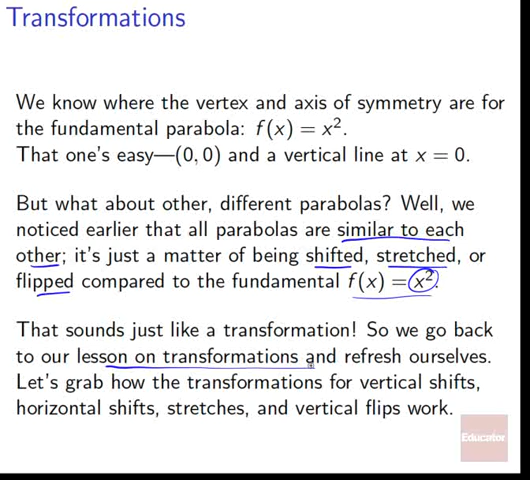 Transformations
We know where the vertex and axis of symmetry are for
the fundamental parabola: f(x) = x².
That one's easy—(0, 0) and a vertical line at x = 0.
But what about other, different parabolas? Well, we
noticed earlier that all parabolas are similar to each
other; it's just a matter of being shifted, stretched, or
flipped compared to the fundamental f(x) = x².
That sounds just like a transformation! So we go back
to our lesson on transformations and refresh ourselves.
Let's grab how the transformations for vertical shifts,
horizontal shifts, stretches, and vertical flips work.
Educator